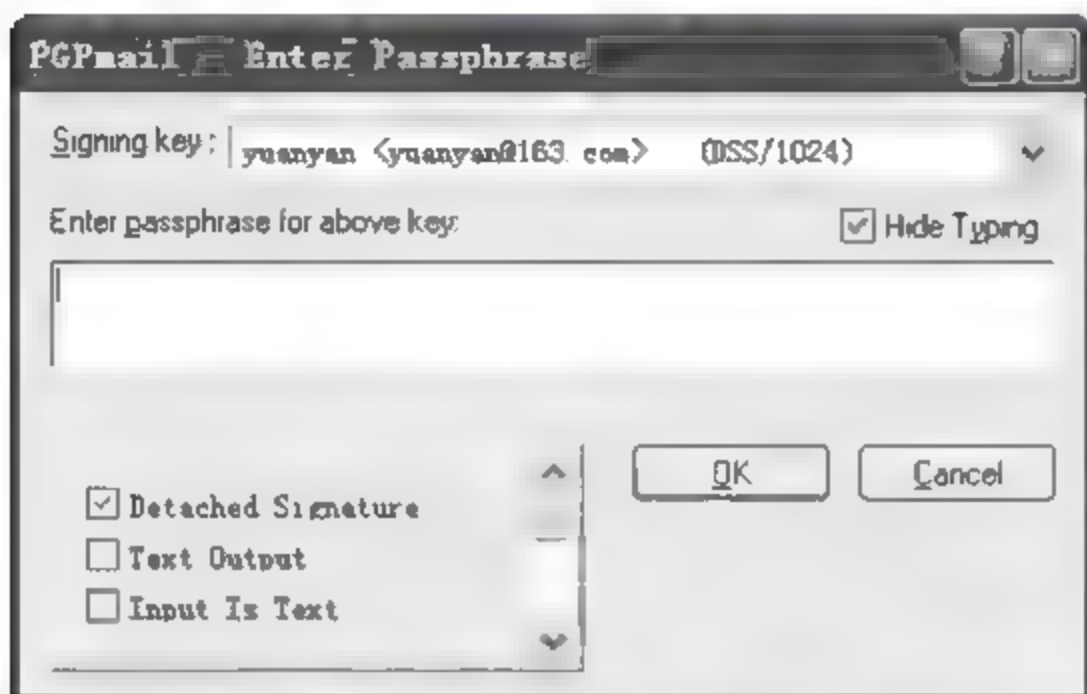 PGPmail - Enter Passphrase
Signing key: yuanyan <yuanyan@163.com> (DSS/1024)
Enter passphrase for above key:
Hide Typing
OK
Cancel
Detached Signature
Text Output
Input Is Text